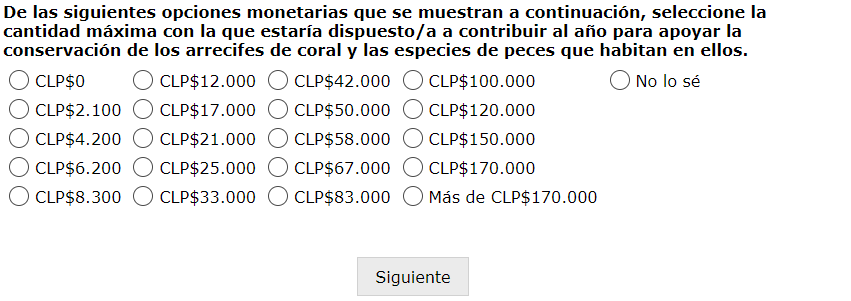 De las siguientes opciones monetarias que se muestran a continuación, seleccione la
cantidad máxima con la que estaría dispuesto/a a contribuir al año para apoyar la
conservación de los arrecifes de coral y las especies de peces que habitan en ellos.
CLP$0 CLP$12.000 CLP$42.000 CLP$100.000 No lo sé
CLP$2.100 CLP$17.000 CLP$50.000 CLP$120.000
CLP$4.200 CLP$21.000 CLP$58.000 CLP$150.000
CLP$6.200 CLP$25.000 CLP$67.000 CLP$170.000
CLP$8.300 CLP$33.000 CLP$83.000 Más de CLP$170.000
Siguiente